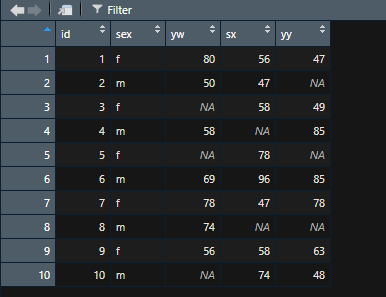 Filter
id sex yw sx yy
1 1 f 80 56 47
2 2 m 50 47 NA
3 3 f NA 58 49
4 4 m 58 NA 85
5 5 f NA 78 NA
6 6 m 69 96 85
7 7 f 78 47 78
8 8 m 74 NA NA
9 9 f 56 58 63
10 10 m NA 74 48